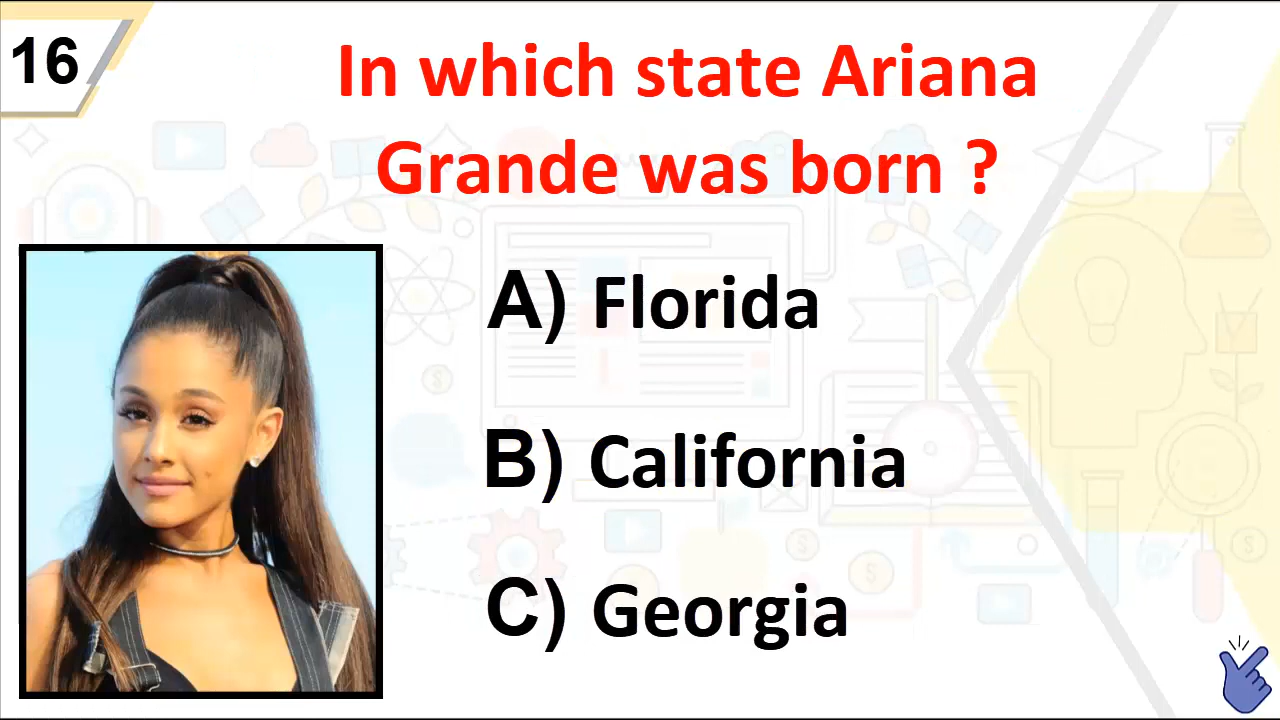 16
In which state Ariana
Grande was born ?
A) Florida
B) California
C) Georgia